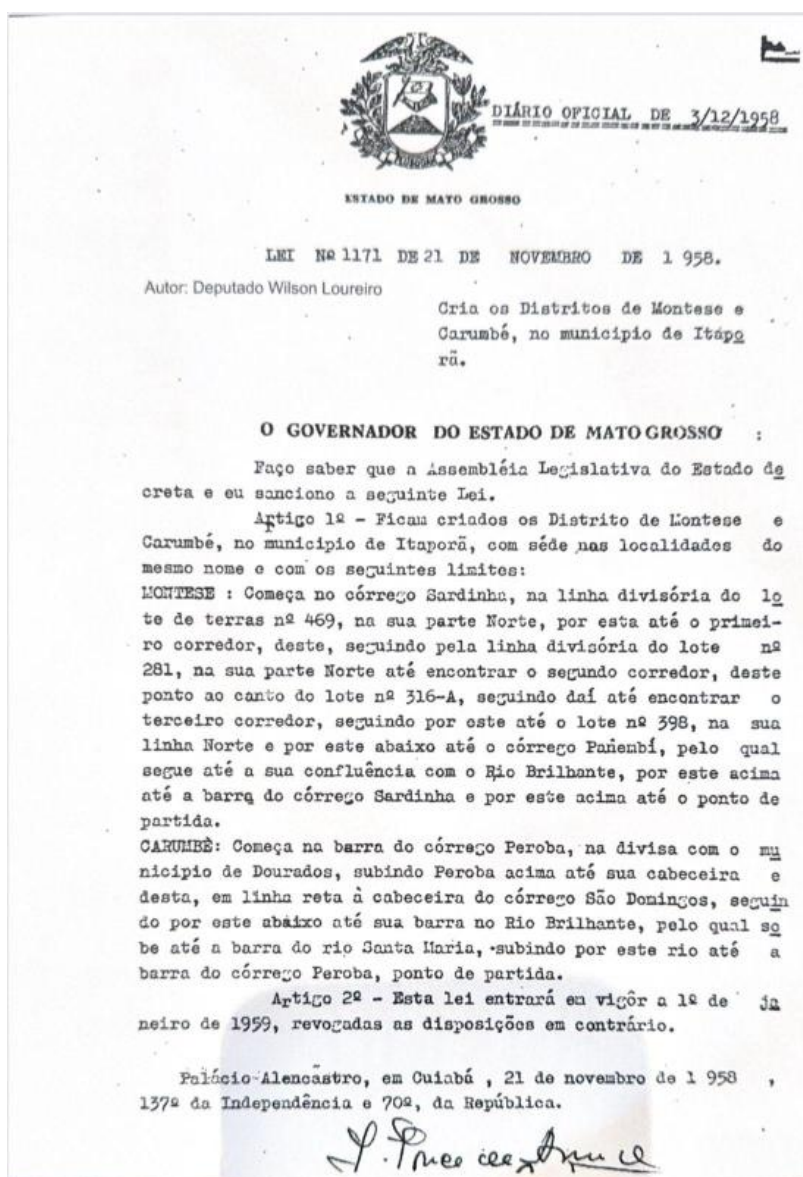 DIÁRIO OFICIAL DE 3/12/1958
ESTADO DE MATO GROSSO
LEI Nº 1171 DE 21 DE NOVEMBRO DE 1 958.
Autor: Deputado Wilson Loureiro
Cria os Distritos de Montese e
Carumbé, no municipio de Itapo
rã.
O GOVERNADOR DO ESTADO DE MATO GROSSO :
Faço saber que a Assembléia Legislativa do Estado de
creta e eu sanciono a seguinte Lei.
Artigo 1º - Ficam criados os Distrito de Montese e
Carumbé, no municipio de Itaporã, com séde nas localidades do
mesmo nome e com os seguintes limites:
MONTESE : Começa no córrego Sardinha, na linha divisória do lo
te de terras nº 469, na sua parte Norte, por esta até o primei-
ro corredor, deste, seguindo pela linha divisória do lote nº
281, na sua parte Norte até encontrar o segundo corredor, deste
ponto ao canto do lote nº 316-A, seguindo daí até encontrar o
terceiro corredor, seguindo por este até o lote nº 398, na sua
linha Norte e por este abaixo até o córrego Panembí, pelo qual
segue até a sua confluência com o Rio Brilhante, por este acima
até a barra do córrego Sardinha e por este acima até o ponto de
partida.
CARUMBÉ: Começa na barra do córrego Peroba, na divisa com o mu
nicipio de Dourados, subindo Peroba acima até sua cabeceira e
desta, em linha reta à cabeceira do córrego São Domingos, seguin
do por este abaixo até sua barra no Rio Brilhante, pelo qual so
be até a barra do rio Santa Maria, subindo por este rio até a
barra do córrego Peroba, ponto de partida.
Artigo 2º - Esta lei entrará em vigôr a 1º de ja
neiro de 1959, revogadas as disposições em contrário.
Palácio Alencastro, em Cuiabá , 21 de novembro de 1 958 ,
137º da Independência e 70º, da República.